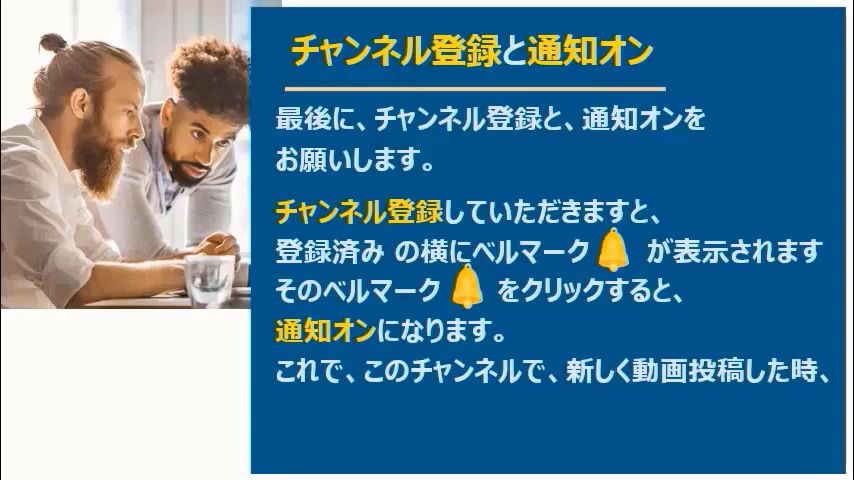 チャンネル登録と通知オン
最後に、チャンネル登録と、通知オンを
お願いします。
チャンネル登録していただきますと、
登録済み の横にベルマーク🔔 が表示されます
そのベルマーク🔔 をクリックすると、
通知オンになります。
これで、このチャンネルで、新しく動画投稿した時、